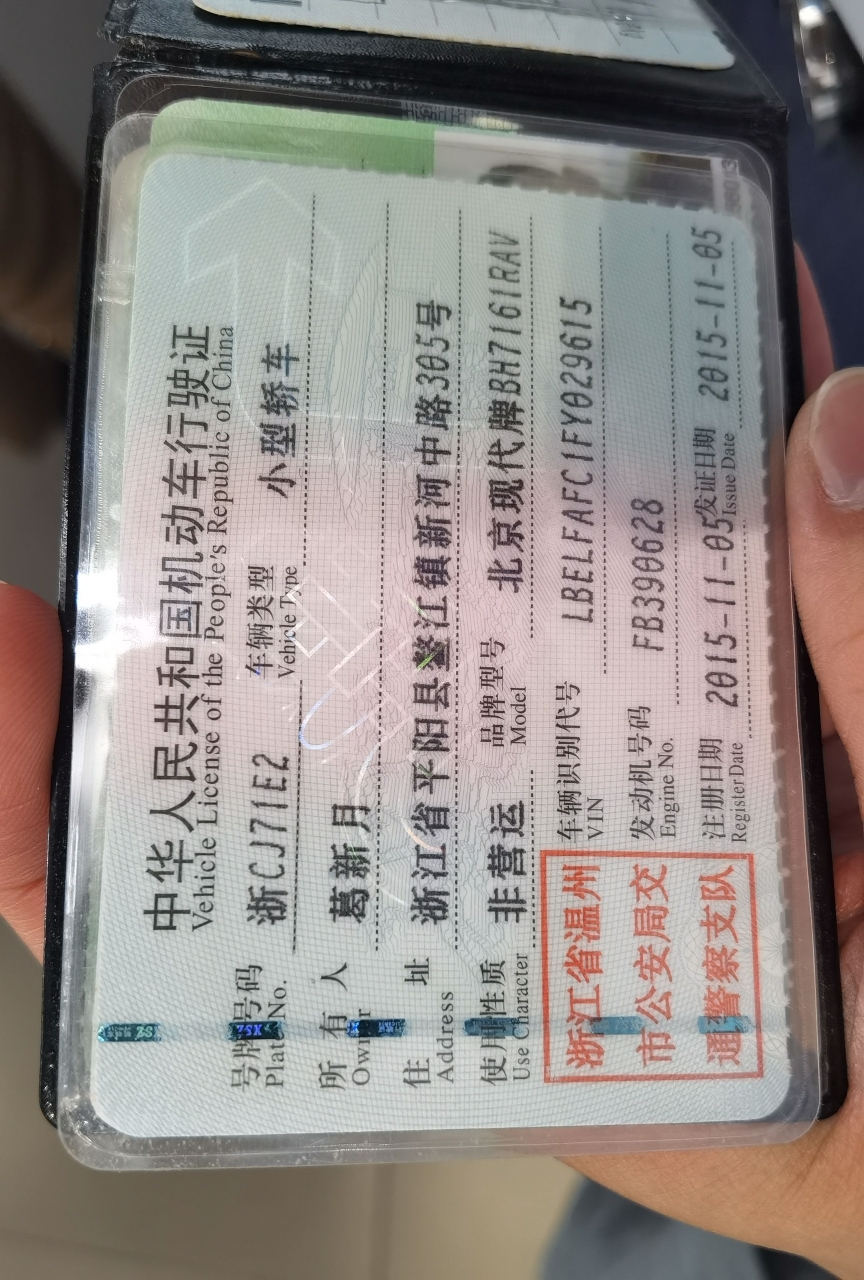 中华人民共和国机动车行驶证
Vehicle License of the People's Republic of China
号牌号码 浙CJ71E2 车辆类型 小型轿车
Plate No. Vehicle Type
所有人 葛新月
Owner
住址 浙江省平阳县鳌江镇新河中路305号
Address
使用性质 非营运 品牌型号 北京现代牌BH7161RAV
Use Character Model
浙江省温州
市公安局交
通警察支队
车辆识别代号 LBELFAFC1FY029615
VIN
发动机号码 FB390628
Engine No.
注册日期 2015-11-05 发证日期 2015-11-05
Register Date Issue Date